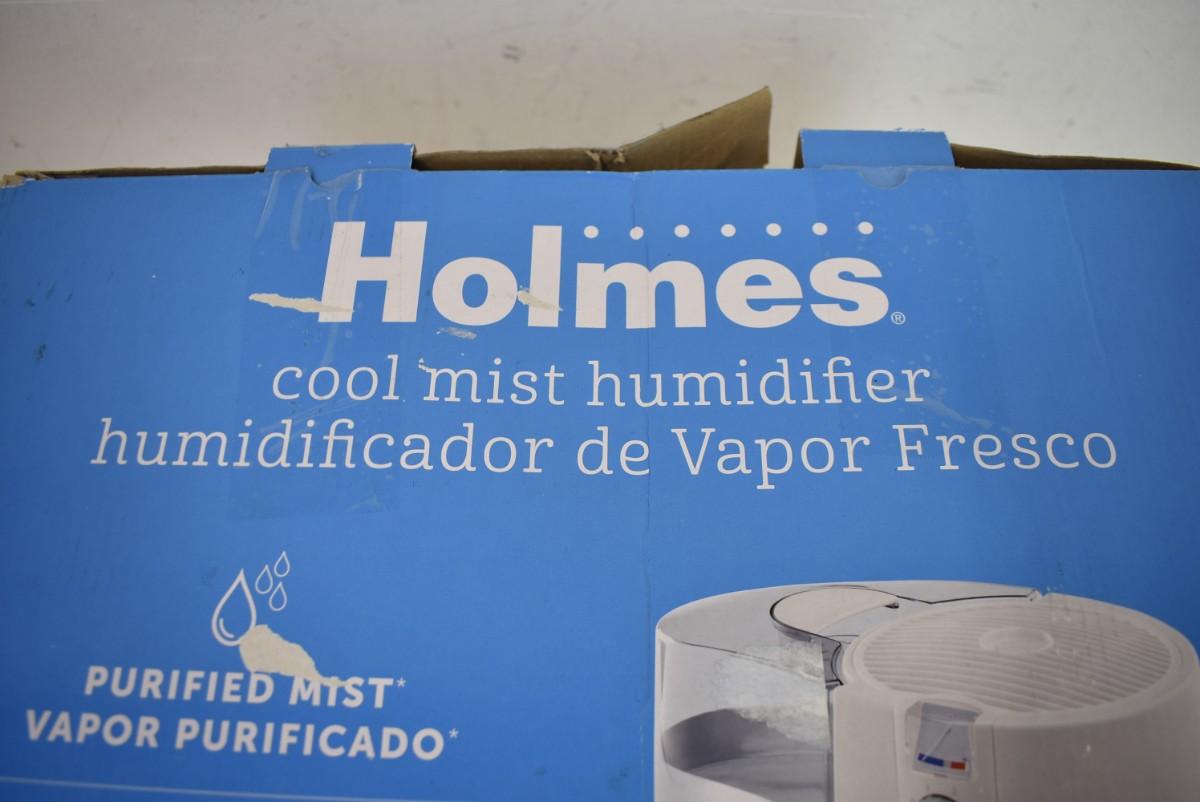 Holmes®
cool mist humidifier
humidificador de Vapor Fresco
PURIFIED MIST*
VAPOR PURIFICADO*